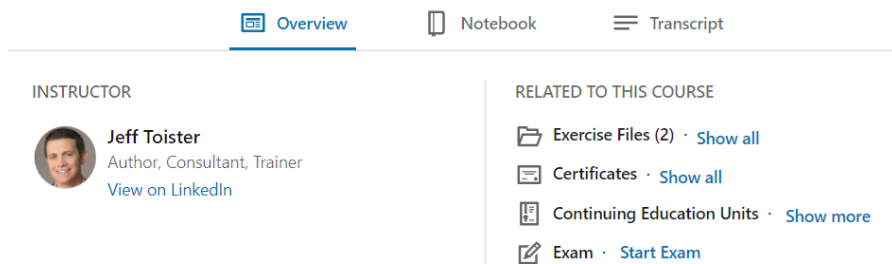 Overview Notebook Transcript
INSTRUCTOR
Jeff Toister
Author, Consultant, Trainer
View on LinkedIn
RELATED TO THIS COURSE
Exercise Files (2) · Show all
Certificates · Show all
Continuing Education Units · Show more
Exam · Start Exam